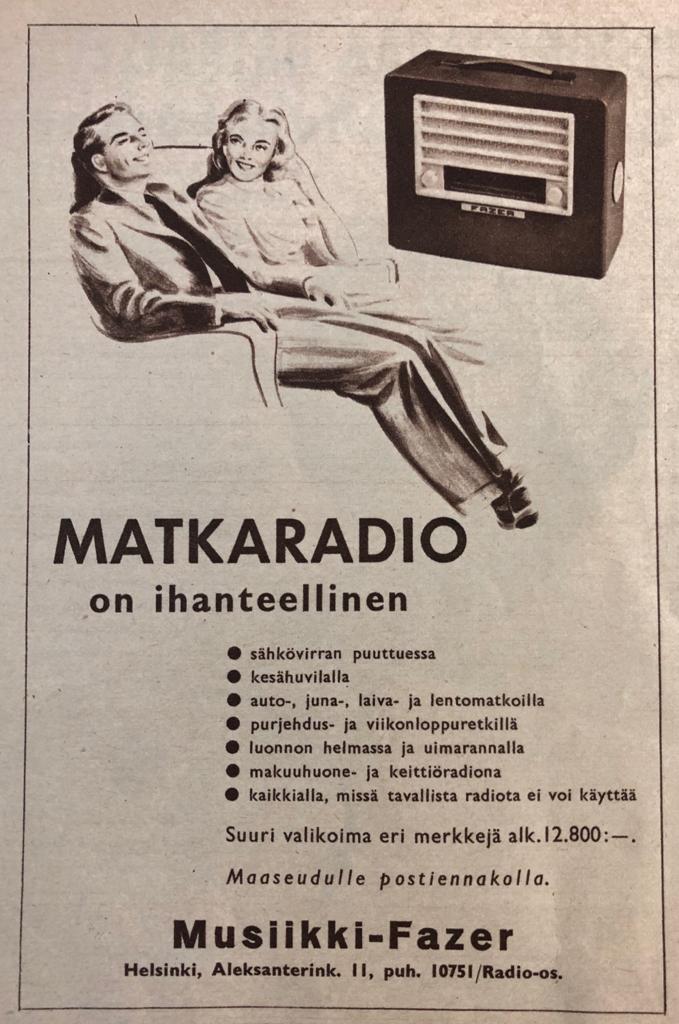 FAZER
MATKARADIO
on ihanteellinen
● sähkövirran puuttuessa
● kesähuvilalla
● auto-, juna-, laiva- ja lentomatkoilla
● purjehdus- ja viikonloppuretkillä
● luonnon helmassa ja uimarannalla
● makuuhuone- ja keittiöradiona
● kaikkialla, missä tavallista radiota ei voi käyttää
Suuri valikoima eri merkkejä alk. 12.800:—.
Maaseudulle postiennakolla.
Musiikki-Fazer
Helsinki, Aleksanterink. 11, puh. 10751/Radio-os.